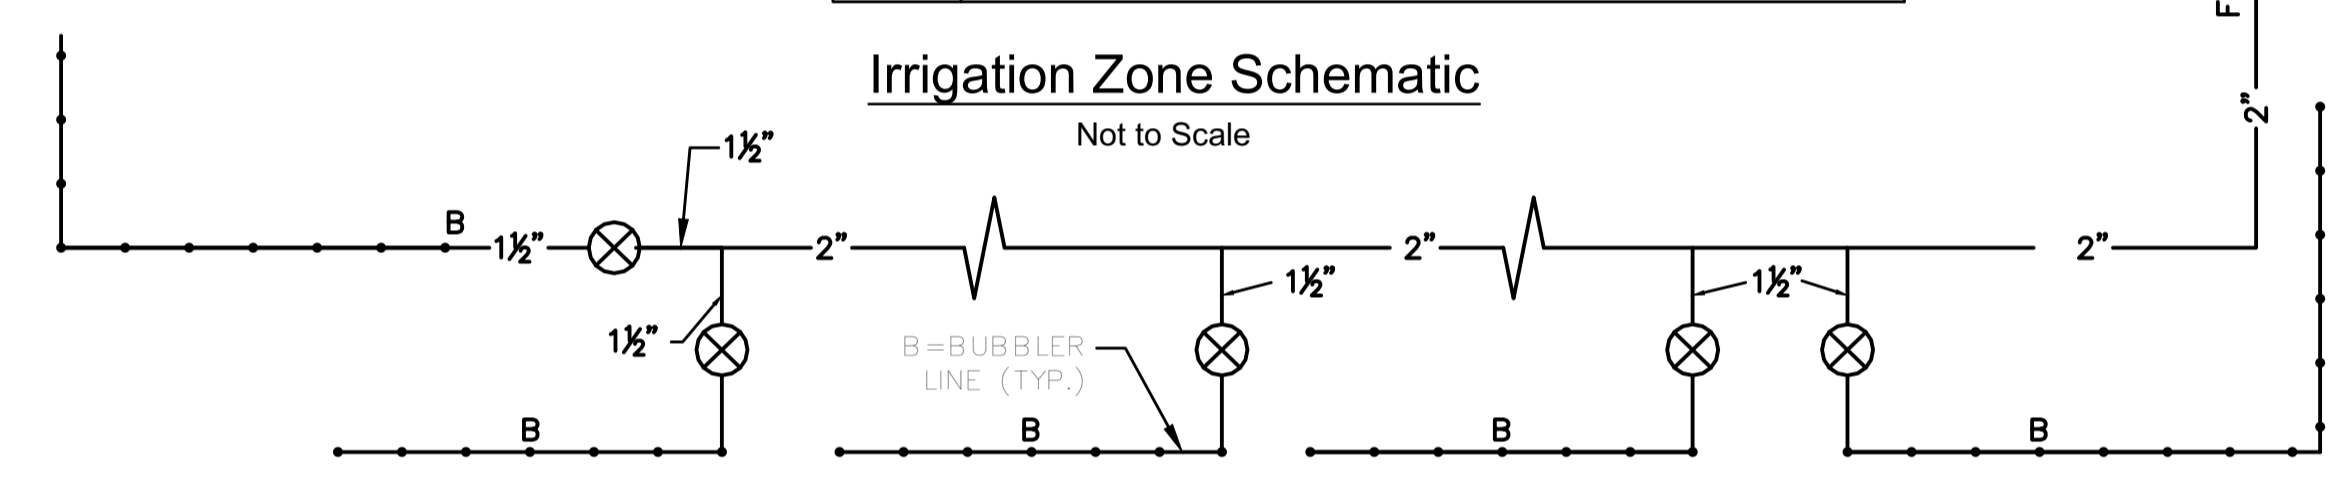 F
Irrigation Zone Schematic
2”
Not to Scale
1½”
B
1½”
2”
2”
2”
1½”
1½”
1½”
B=BUBBLER
LINE (TYP.)
B
B
B
B